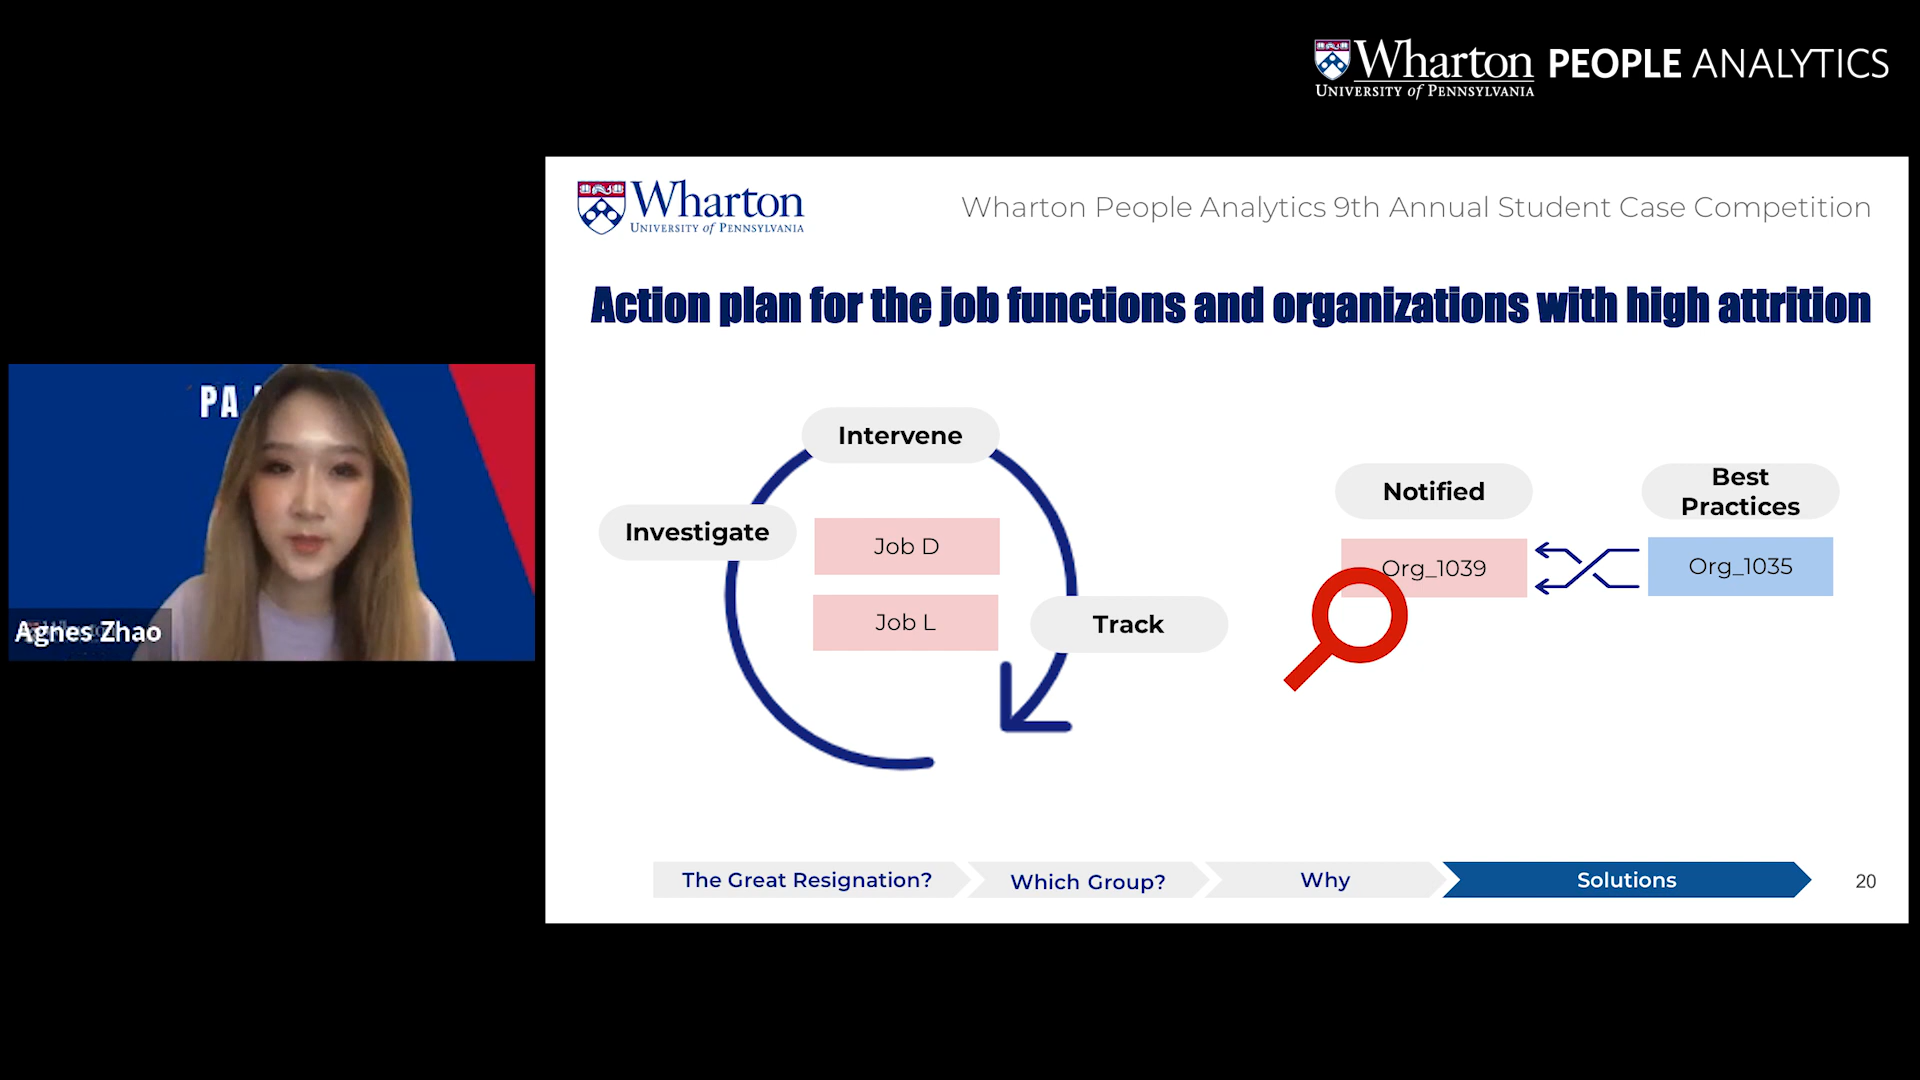 Wharton PEOPLE ANALYTICS
UNIVERSITY of PENNSYLVANIA
Wharton
UNIVERSITY of PENNSYLVANIA
Wharton People Analytics 9th Annual Student Case Competition
Action plan for the job functions and organizations with high attrition
PA
Agnes Zhao
Intervene
Investigate
Job D
Job L
Track
Notified
Best
Practices
Org_1039
Org_1035
The Great Resignation?
Which Group?
Why
Solutions
20